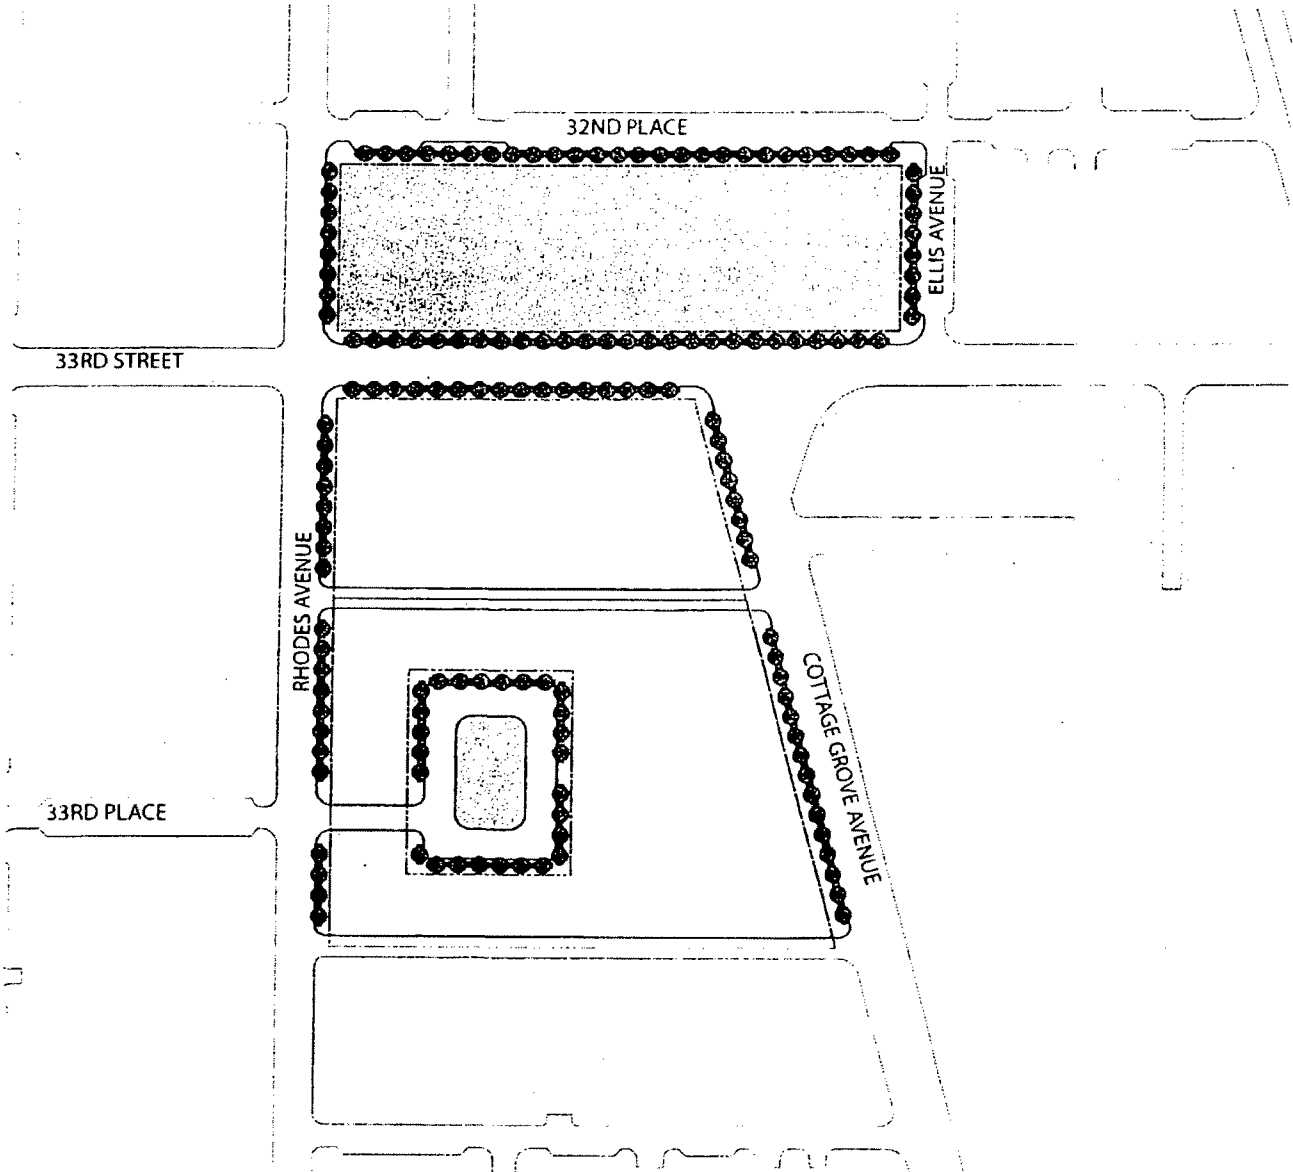 32ND PLACE
ELLIS AVENUE
33RD STREET
RHODES AVENUE
COTTAGE GROVE AVENUE
33RD PLACE